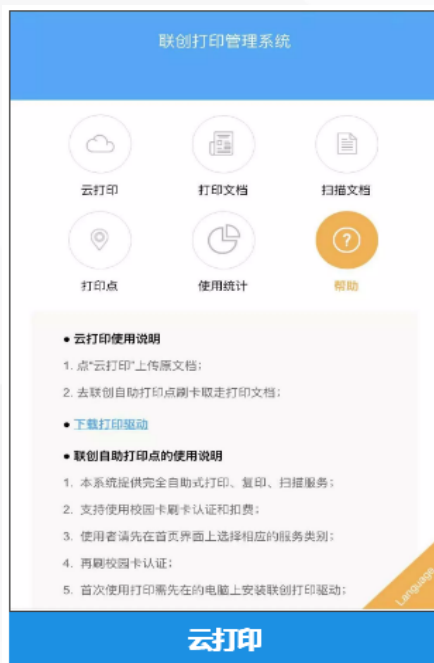 联创打印管理系统
云打印 打印文档 扫描文档
打印点 使用统计 帮助
● 云打印使用说明
1. 点“云打印”上传原文档；
2. 去联创自助打印点刷卡取走打印文档；
● 下载打印驱动
● 联创自助打印点的使用说明
1. 本系统提供完全自助式打印、复印、扫描服务；
2. 支持使用校园卡刷卡认证和扣费；
3. 使用者请先在首页界面上选择相应的服务类别；
4. 再刷校园卡认证；
5. 首次使用打印需先在的电脑上安装联创打印驱动；
Language
云打印